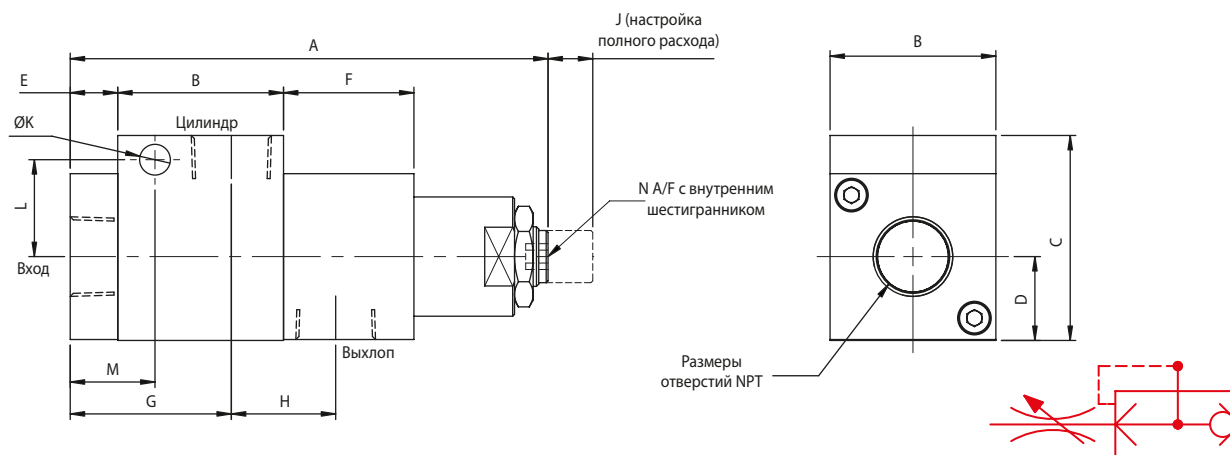 J (настройка
полного расхода)
A
B
E
B
F
ØK
Цилиндр
N A/F с внутренним
шестигранником
L
C
Вход
D
Выхлоп
M
Размеры
отверстий NPT
G
H